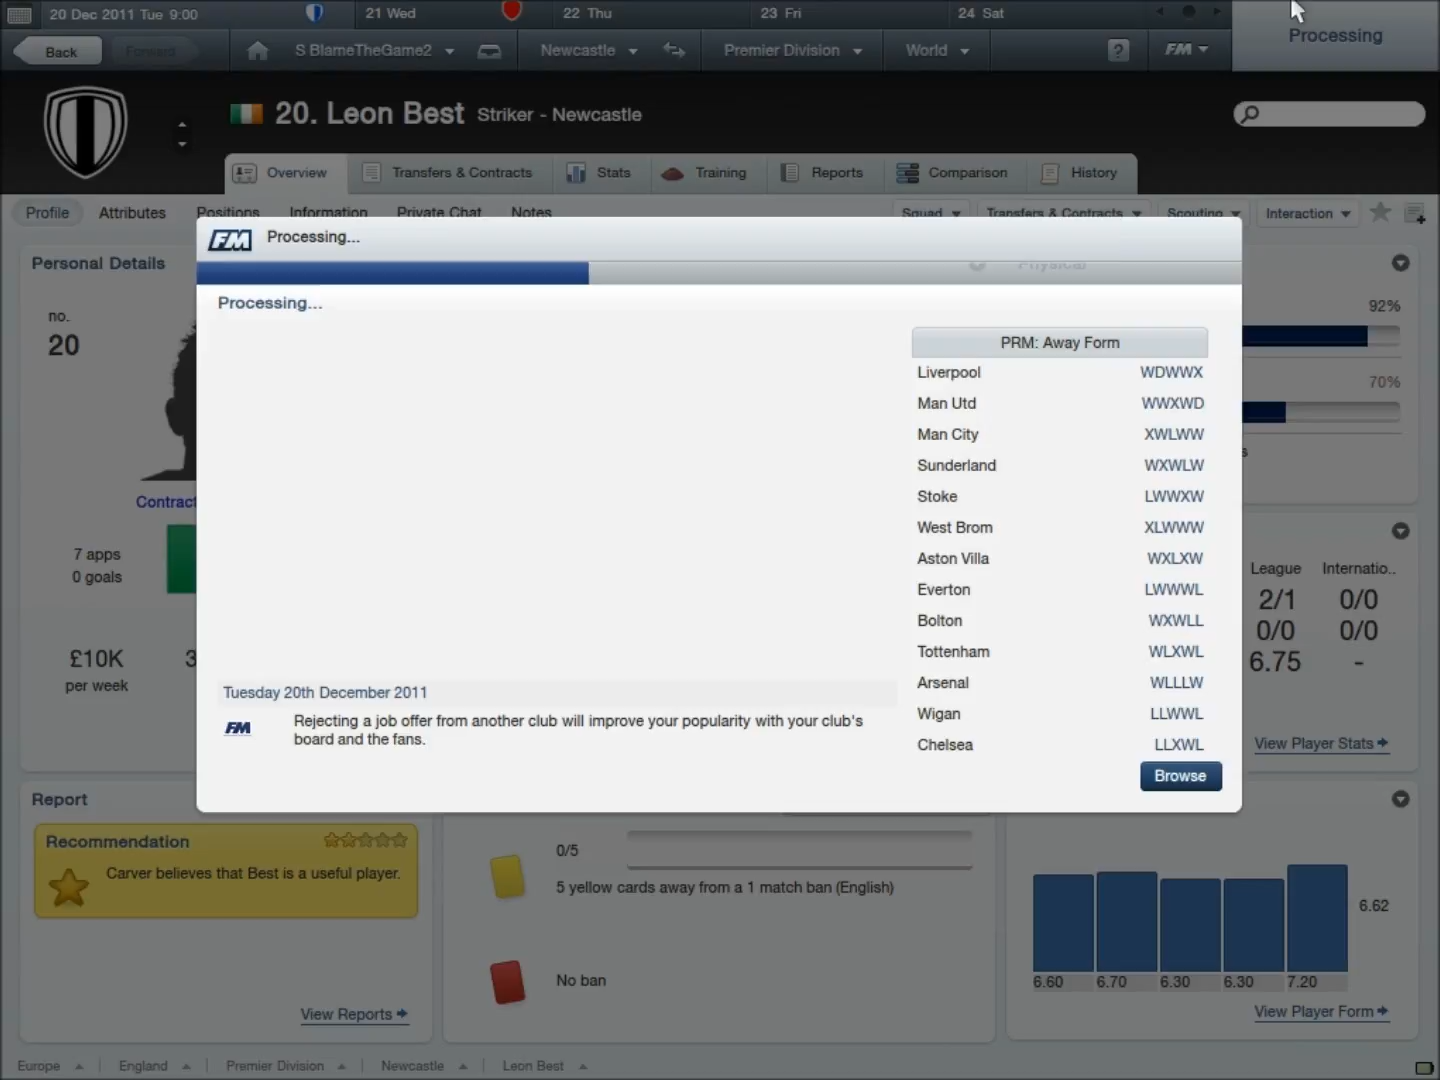 20 Dec 2011 Tue 9:00
21 Wed
22 Thu
23 Fri
24 Sat
Processing
Back
Forward
S BlameTheGame2
Newcastle
Premier Division
World
?
FM
20. Leon Best Striker - Newcastle
Overview
Transfers & Contracts
Stats
Training
Reports
Comparison
History
Profile
Attributes
Positions
Information
Private Chat
Notes
Squad
Transfers & Contracts
Scouting
Interaction
FM Processing...
Physical
Processing...
Personal Details
no.
20
Contract
7 apps
0 goals
£10K
per week
3
PRM: Away Form
Liverpool WDWWX
Man Utd WWXWD
Man City XWLWW
Sunderland WXWLW
Stoke LWWXW
West Brom XLWWW
Aston Villa WXLXW
Everton LWWWL
Bolton WXWLL
Tottenham WLXWL
Arsenal WLLLW
Wigan LLWWL
Chelsea LLXWL
Browse
Tuesday 20th December 2011
FM
Rejecting a job offer from another club will improve your popularity with your club's
board and the fans.
92%
70%
s
League Internatio..
2/1 0/0
0/0 0/0
6.75 -
View Player Stats
Report
Recommendation
Carver believes that Best is a useful player.
View Reports
0/5
5 yellow cards away from a 1 match ban (English)
No ban
6.62
6.60 6.70 6.30 6.30 7.20
View Player Form
Europe
England
Premier Division
Newcastle
Leon Best